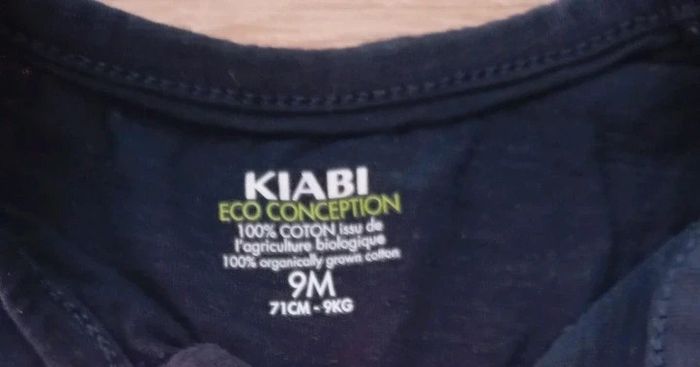 KIABI
ECO CONCEPTION
100% COTON issu de
l'agriculture biologique
100% organically grown cotton
9M
71CM - 9KG